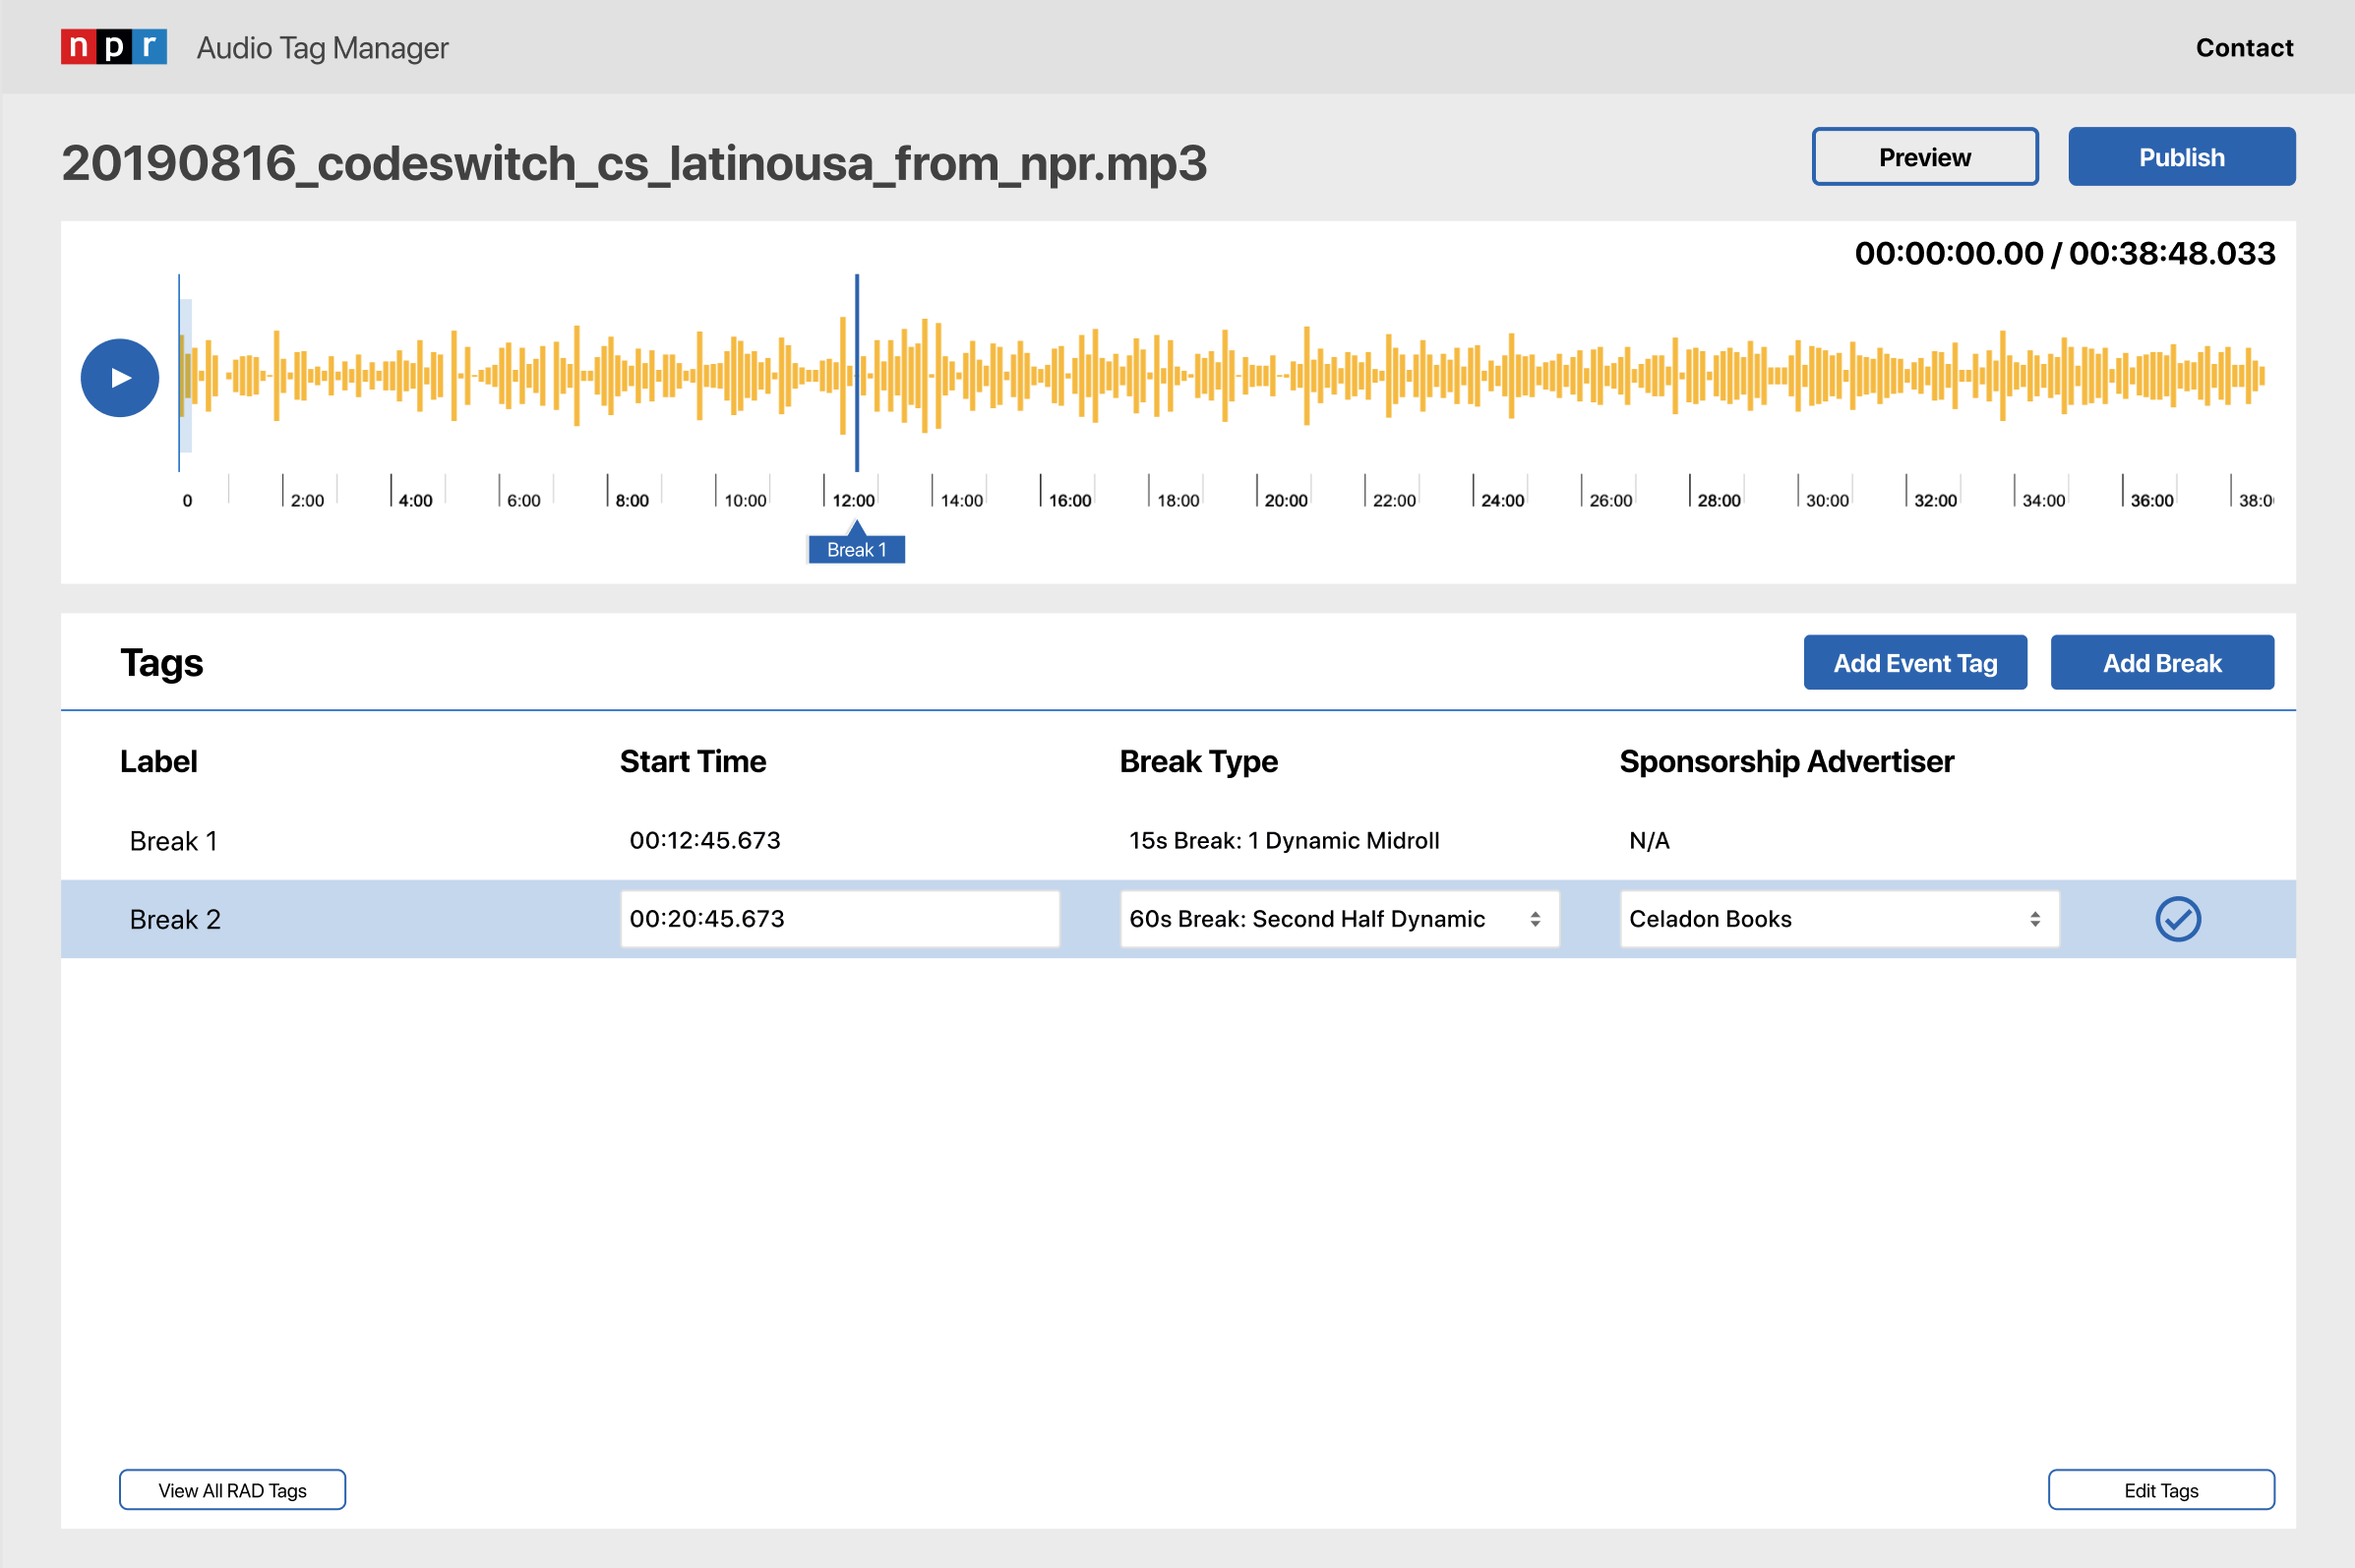 npr Audio Tag Manager Contact
20190816_codeswitch_cs_latinousa_from_npr.mp3 Preview Publish
00:00:00.00 / 00:38:48.033
0 2:00 4:00 6:00 8:00 10:00 12:00 14:00 16:00 18:00 20:00 22:00 24:00 26:00 28:00 30:00 32:00 34:00 36:00 38:0
Break 1
Tags Add Event Tag Add Break
Label Start Time Break Type Sponsorship Advertiser
Break 1 00:12:45.673 15s Break: 1 Dynamic Midroll N/A
Break 2 00:20:45.673 60s Break: Second Half Dynamic Celadon Books
View All RAD Tags Edit Tags